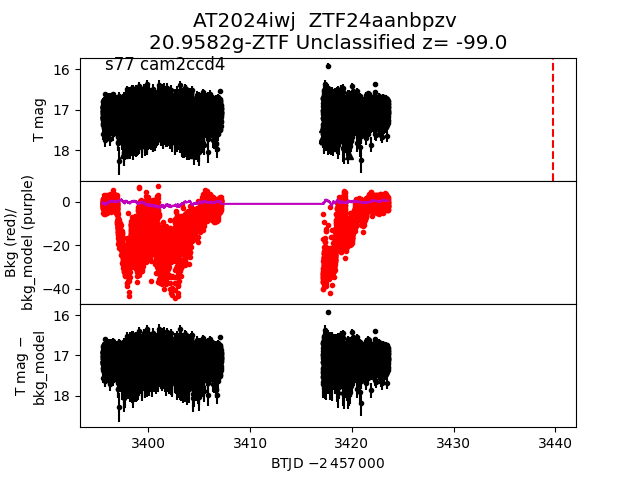 AT2024iwj  ZTF24aanbpzv
20.9582g-ZTF Unclassified z= -99.0
s77 cam2ccd4
16
17
18
T mag
0
−20
−40
Bkg (red)/
bkg_model (purple)
16
17
18
T mag −
bkg_model
3400 3410 3420 3430 3440
BTJD −2 457 000